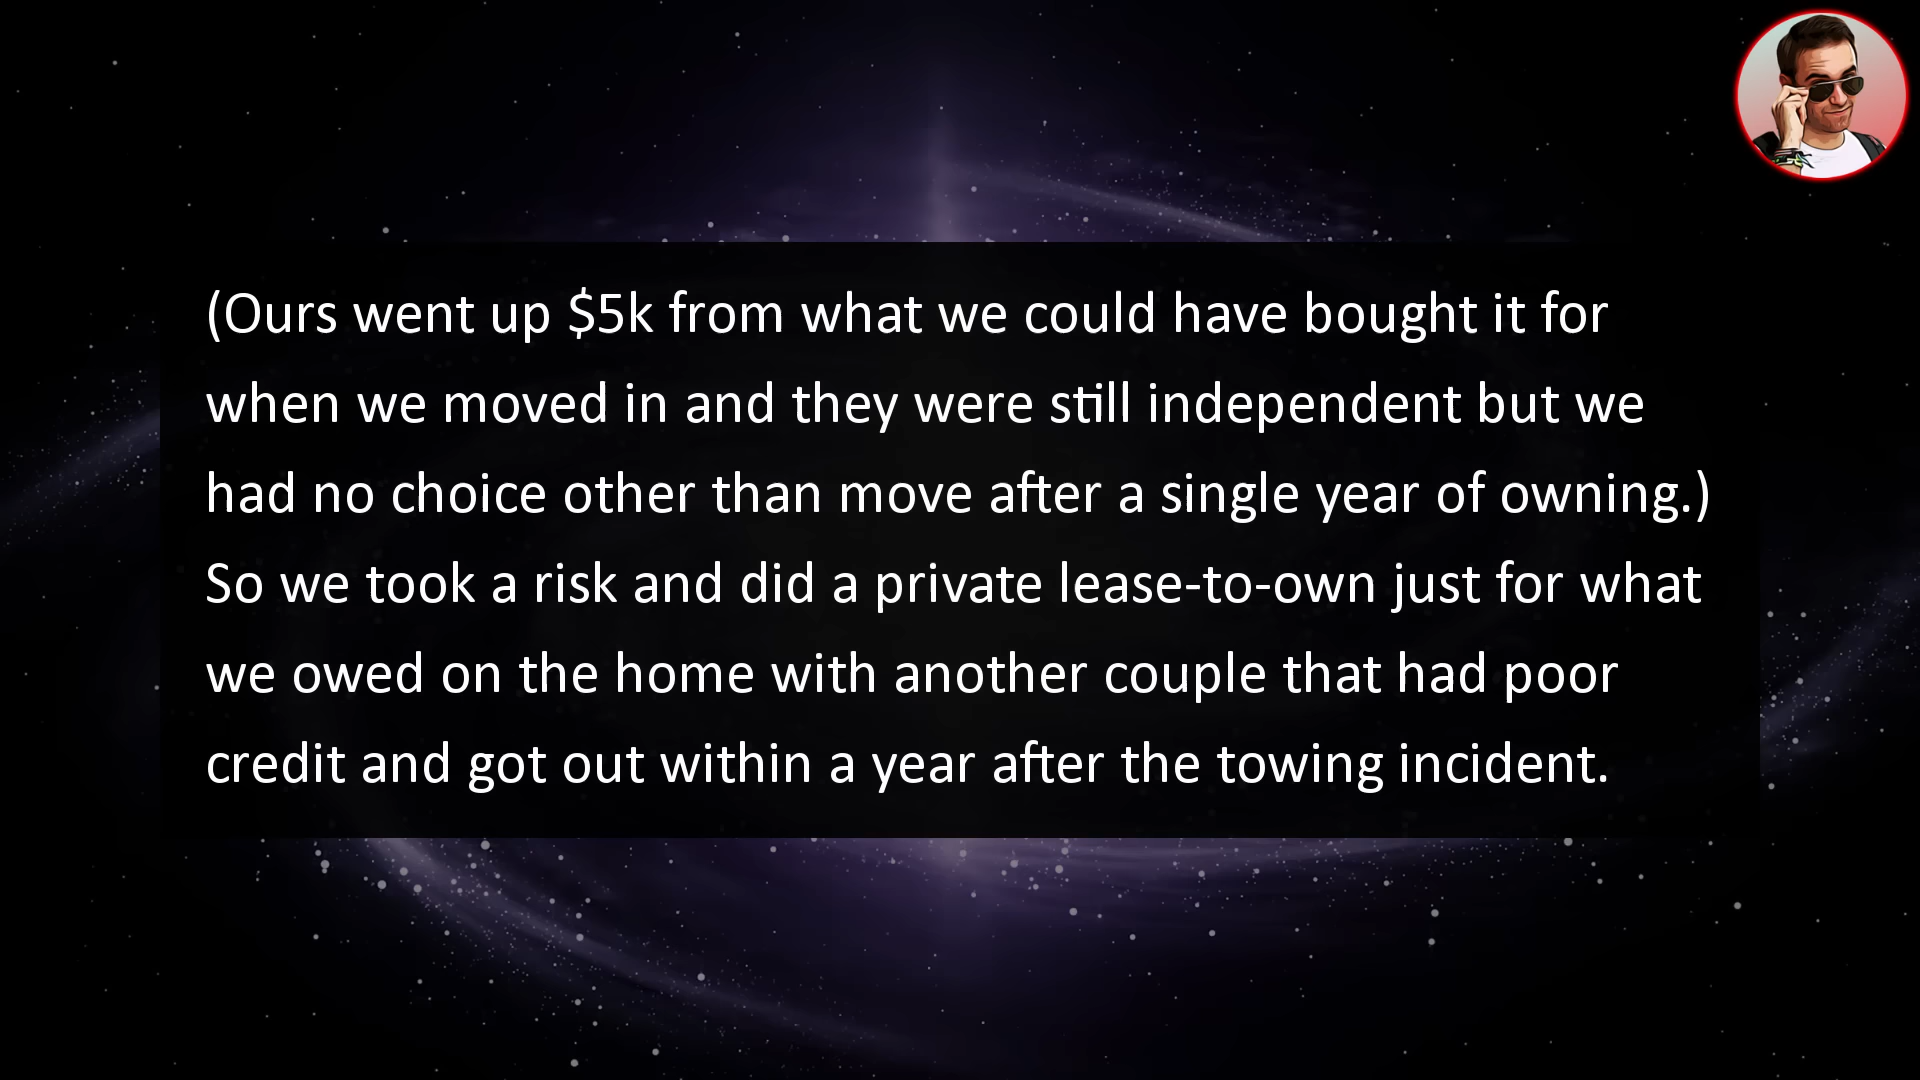 (Ours went up $5k from what we could have bought it for
when we moved in and they were still independent but we
had no choice other than move after a single year of owning.)
So we took a risk and did a private lease-to-own just for what
we owed on the home with another couple that had poor
credit and got out within a year after the towing incident.